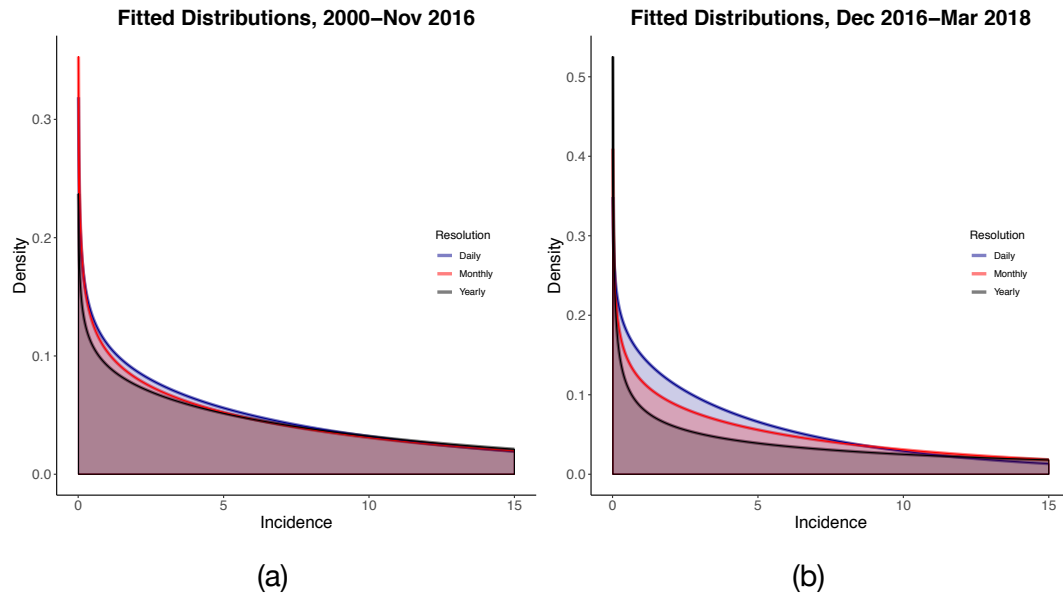 Fitted Distributions, 2000–Nov 2016
Density
0.3
0.2
0.1
0.0
0
5
10
15
Incidence
Resolution
Daily
Monthly
Yearly
(a)
Fitted Distributions, Dec 2016–Mar 2018
Density
0.5
0.4
0.3
0.2
0.1
0.0
0
5
10
15
Incidence
Resolution
Daily
Monthly
Yearly
(b)